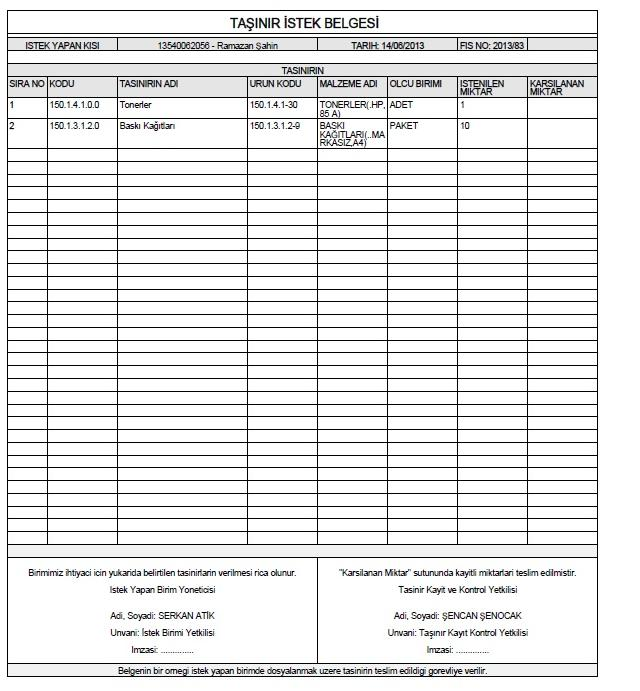 TAŞINIR İSTEK BELGESİ
ISTEK YAPAN KISI 13540062056 - Ramazan Şahin TARIH: 14/06/2013 FIS NO: 2013/83
TASINIRIN
SIRA NO KODU TASINIRIN ADI URUN KODU MALZEME ADI OLCU BIRIMI ISTENILEN MIKTAR KARSILANAN MIKTAR
1 150.1.4.1.0.0 Tonerler 150.1.4.1-30 TONERLER(.HP, 85 A) ADET 1
2 150.1.3.1.2.0 Baskı Kağıtları 150.1.3.1.2-9 BASKI KAĞITLARI(..MARKASIZ,A4) PAKET 10
Birimimiz ihtiyaci icin yukarida belirtilen tasinirlarin verilmesi rica olunur.
Istek Yapan Birim Yoneticisi
Adi, Soyadi: SERKAN ATİK
Unvani: İstek Birimi Yetkilisi
Imzasi: ..............
"Karsilanan Miktar" sutununda kayitli miktarlari teslim edilmistir.
Tasinir Kayit ve Kontrol Yetkilisi
Adi, Soyadi: ŞENCAN ŞENOCAK
Unvani: Taşınır Kayıt Kontrol Yetkilisi
Imzasi: ..............
Belgenin bir ornegi istek yapan birimde dosyalanmak uzere tasinirin teslim edildigi gorevliye verilir.